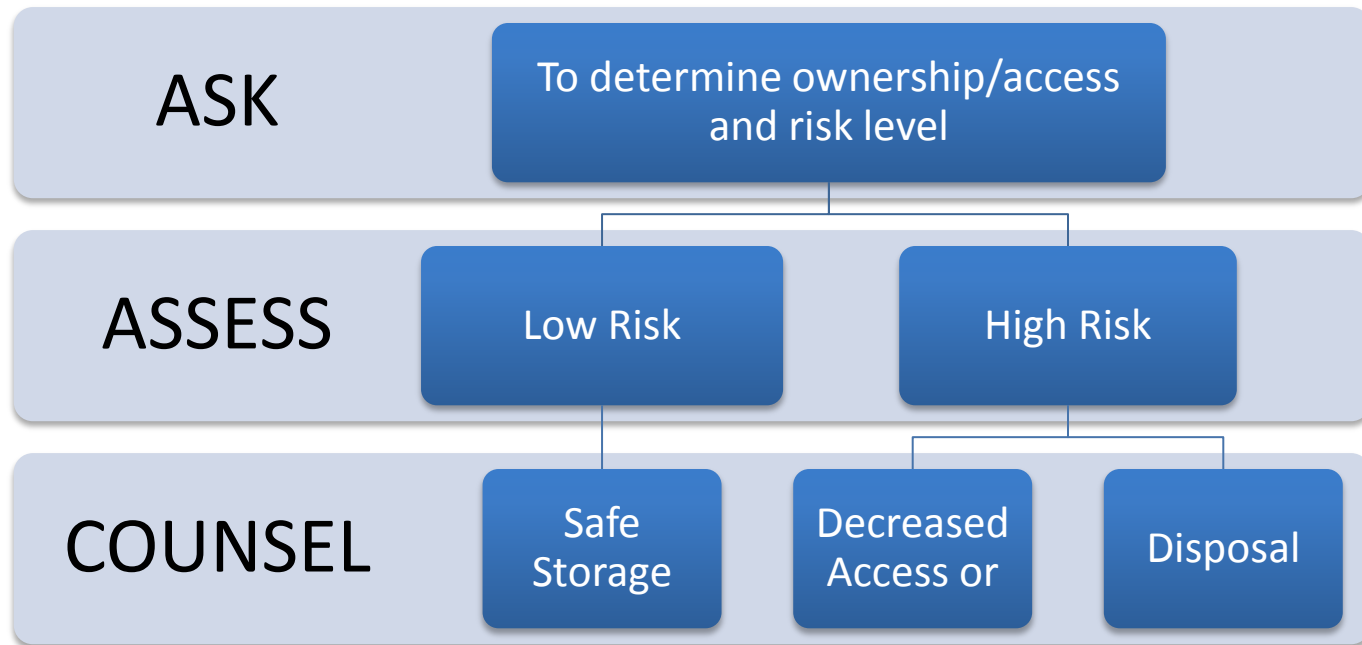 ASK
To determine ownership/access
and risk level
ASSESS
Low Risk
High Risk
COUNSEL
Safe
Storage
Decreased
Access or
Disposal